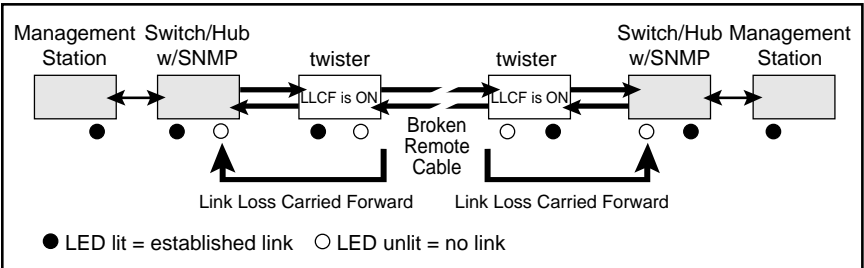 Management Station
Switch/Hub w/SNMP
twister
twister
Switch/Hub w/SNMP
Management Station
LLCF is ON
LLCF is ON
Broken
Remote
Cable
Link Loss Carried Forward
Link Loss Carried Forward
LED lit = established link
LED unlit = no link